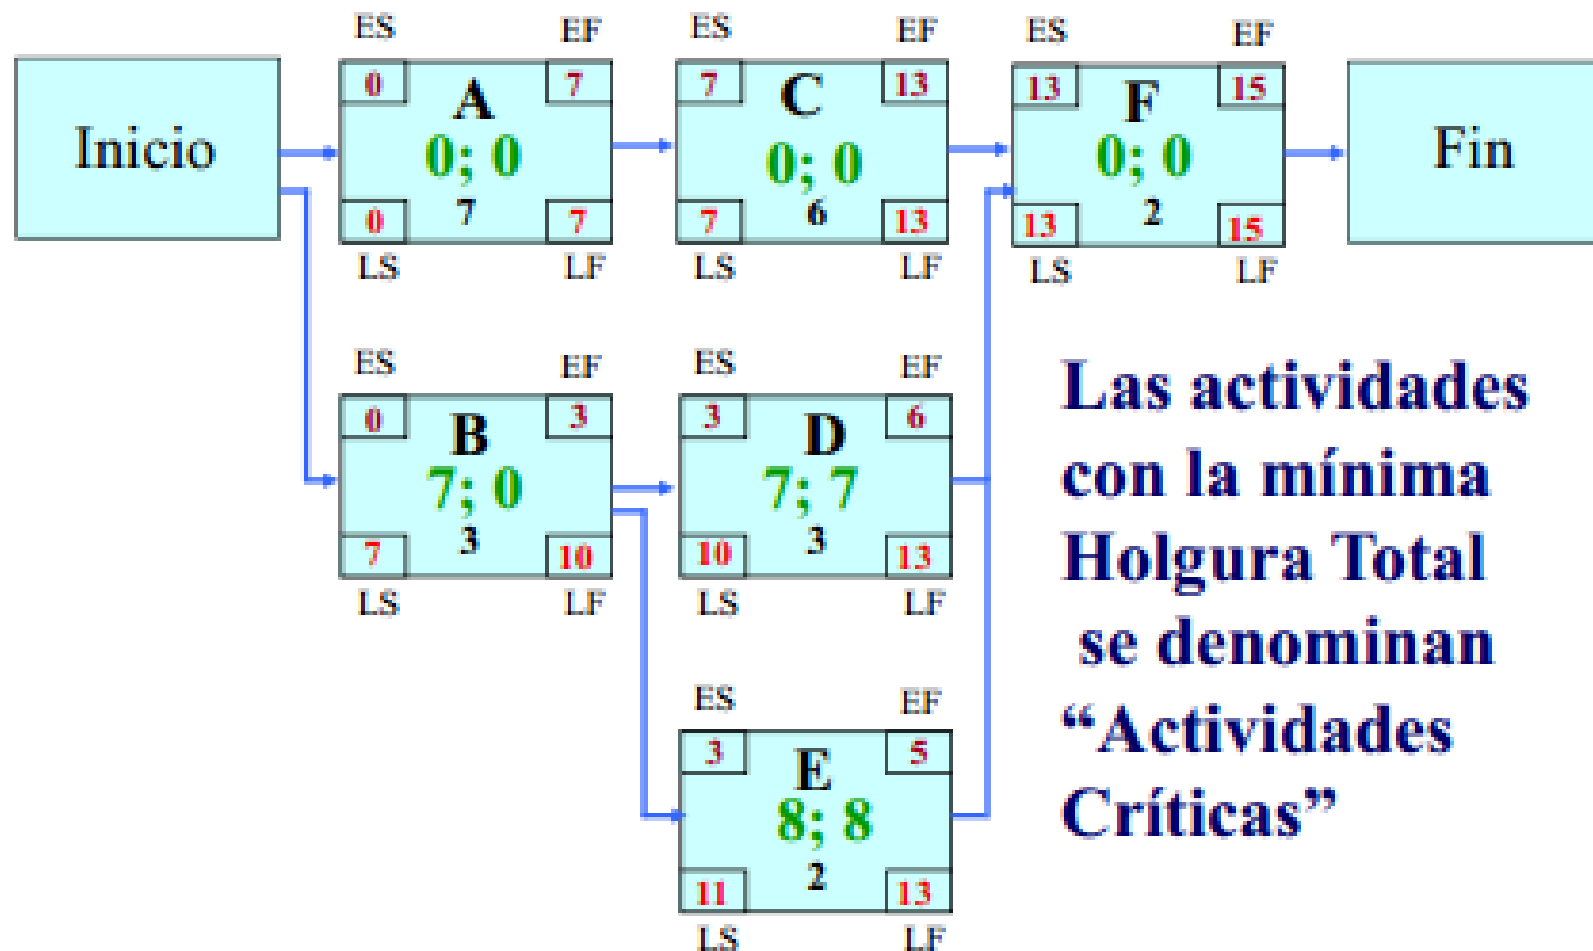 ES EF ES EF ES EF
Inicio 0 A 7 7 C 13 13 F 15 Fin
0; 0 0; 0 0; 0
0 7 7 7 6 13 13 2 15
LS LF LS LF LS LF
ES EF ES EF
0 B 3 3 D 6
7; 0 7; 7
7 3 10 10 3 13
LS LF LS LF
ES EF
3 E 5
8; 8
11 2 13
LS LF
Las actividades
con la mínima
Holgura Total
se denominan
“Actividades
Críticas”